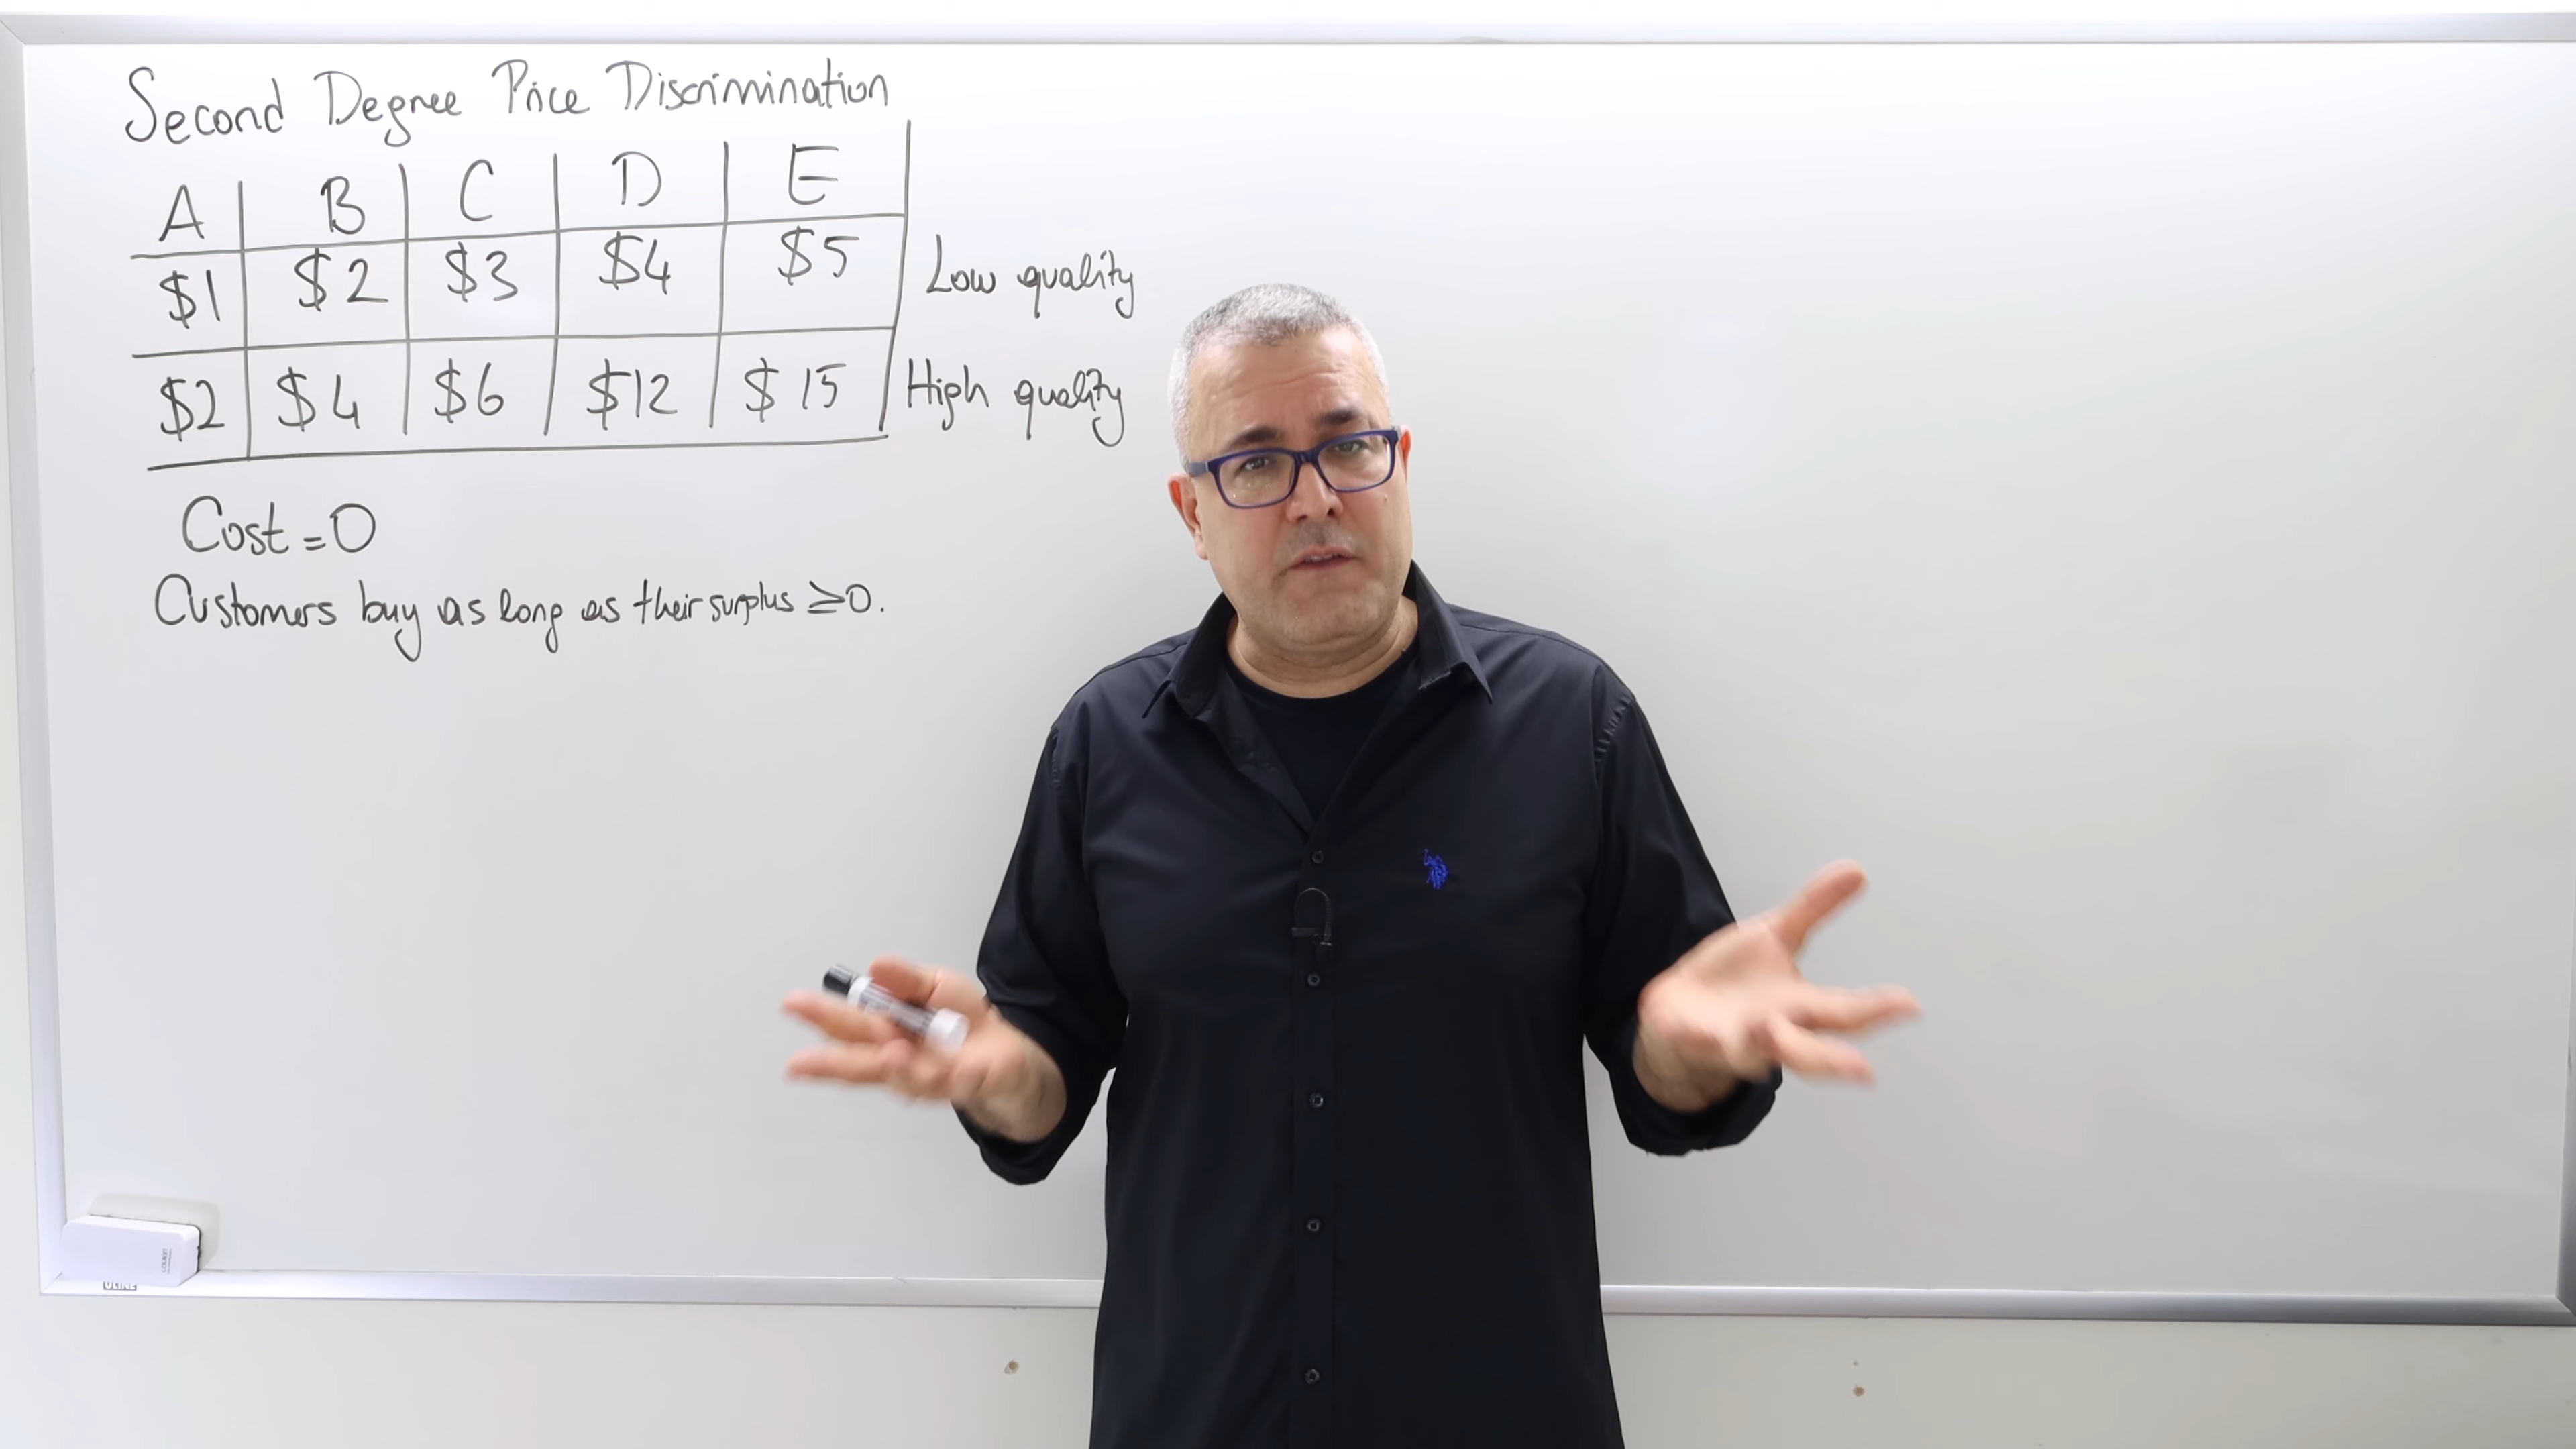 Second Degree Price Discrimination
A B C D E
$1 $2 $3 $4 $5 Low quality
$2 $4 $6 $12 $15 High quality
Cost = 0
Customers buy as long as their surplus ≥0.
ULINE